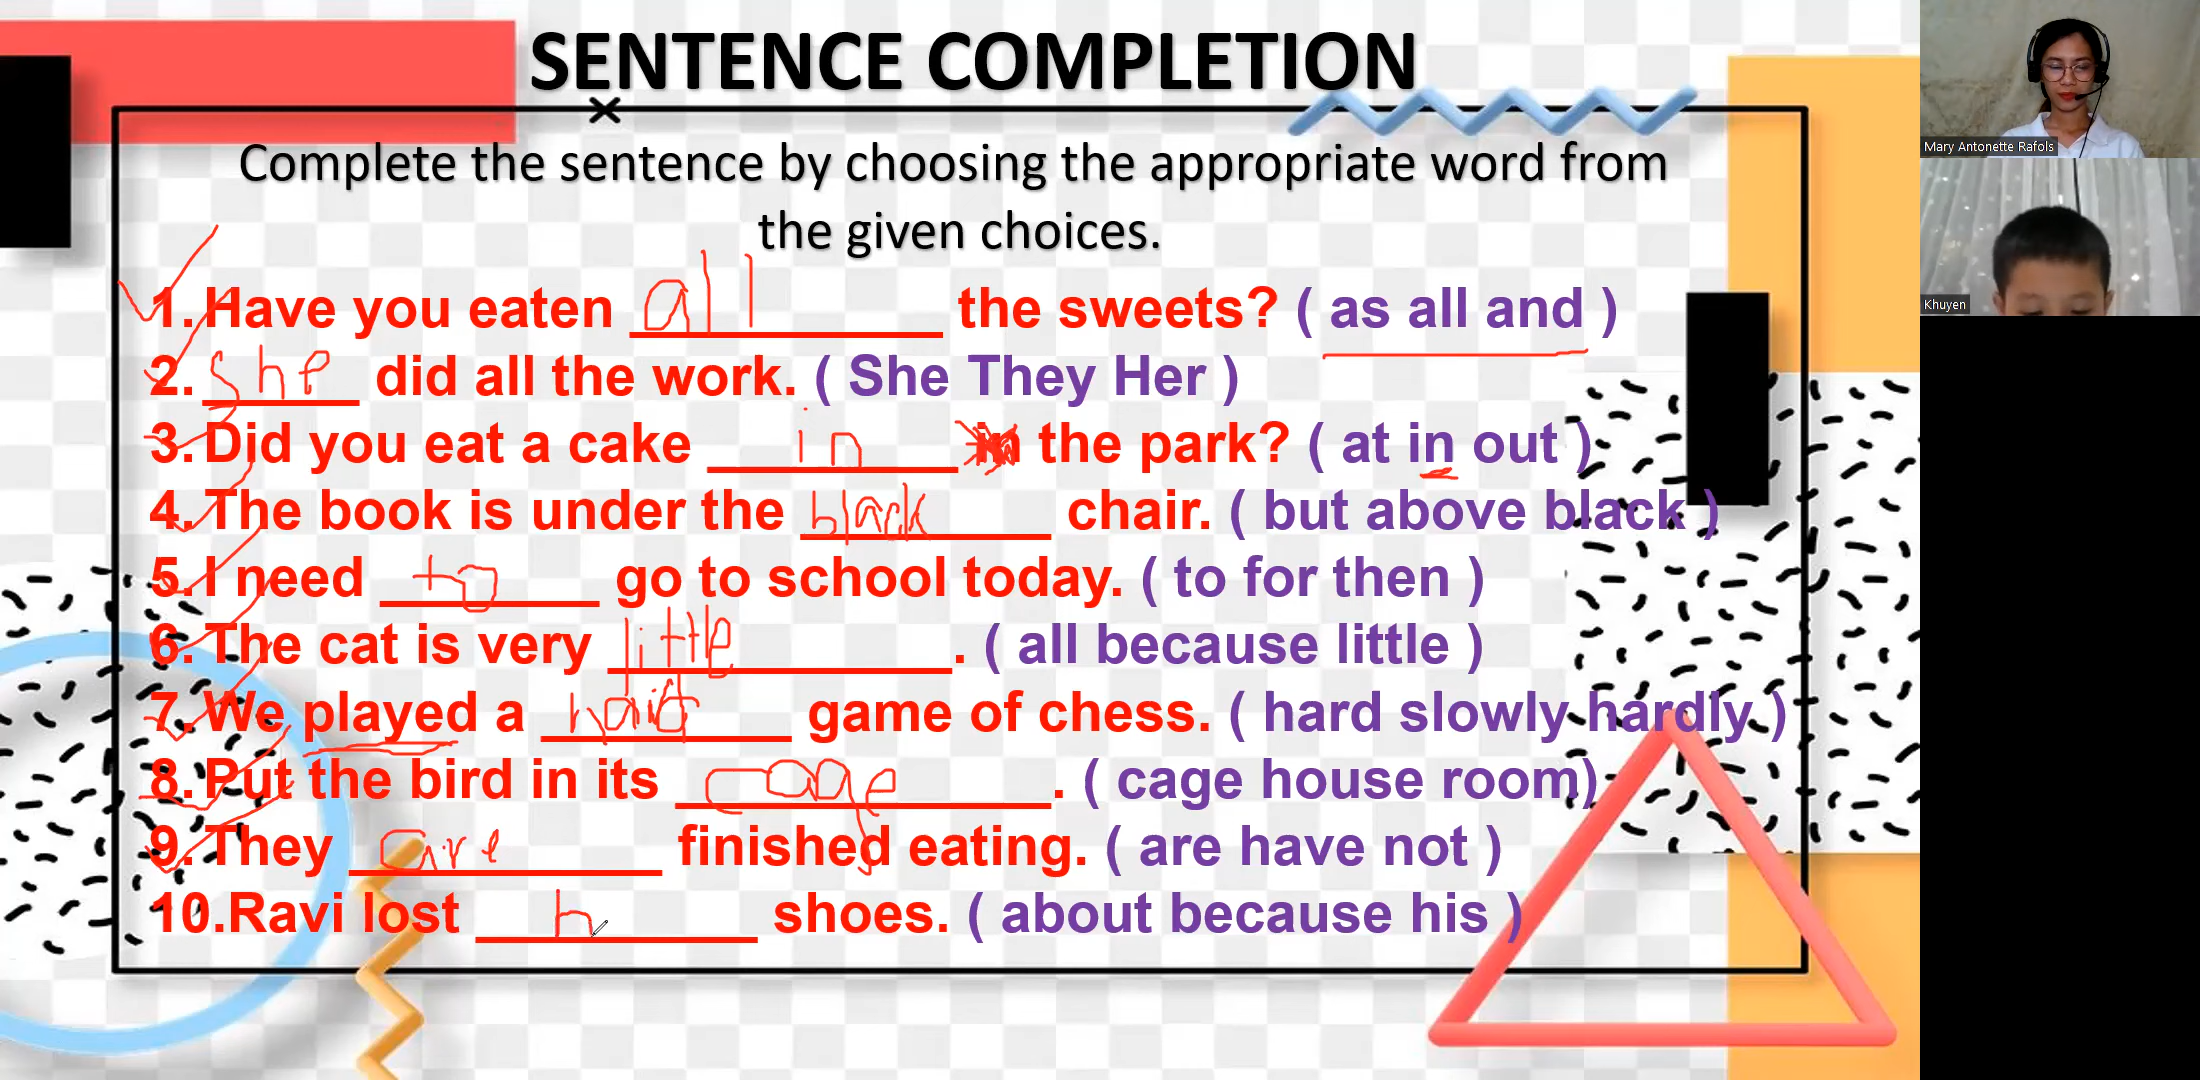 SENTENCE COMPLETION
Complete the sentence by choosing the appropriate word from
the given choices.
1. Have you eaten all the sweets? ( as all and )
2. she did all the work. ( She They Her )
3. Did you eat a cake in the park? ( at in out )
4. The book is under the black chair. ( but above black )
5. I need to go to school today. ( to for then )
6. The cat is very little. ( all because little )
7. We played a hard game of chess. ( hard slowly hardly )
8. Put the bird in its cage. ( cage house room)
9. They are finished eating. ( are have not )
10.Ravi lost h shoes. ( about because his )
Mary Antonette Rafols
Khuyen